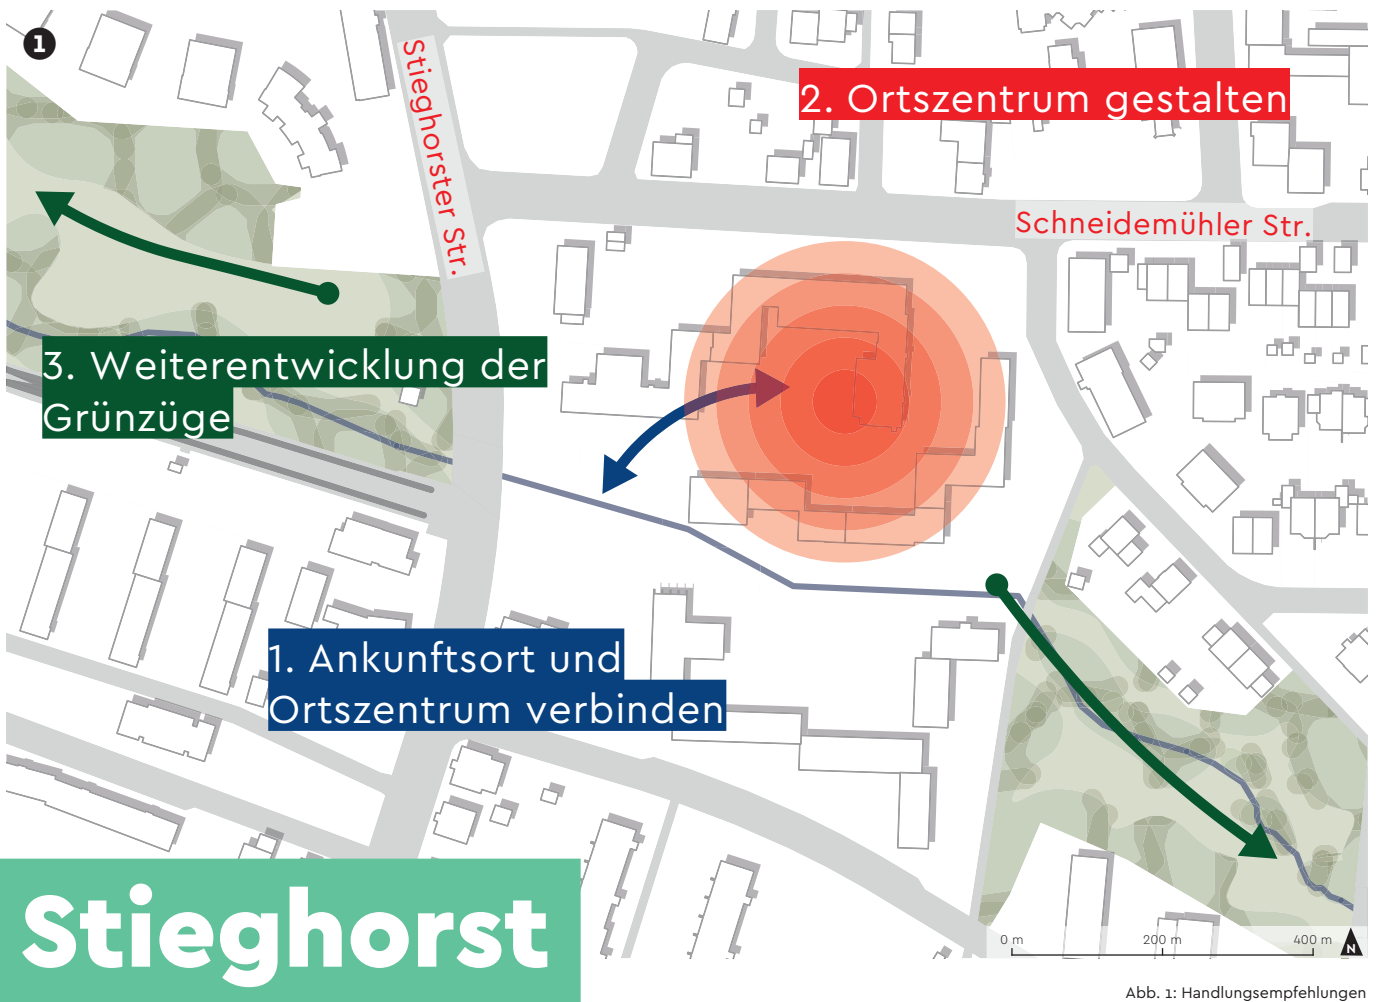 1
Stieghorster Str.
2. Ortszentrum gestalten
Schneidemühler Str.
3. Weiterentwicklung der
Grünzüge
1. Ankunftsort und
Ortszentrum verbinden
Stieghorst
0 m 200 m 400 m
N
Abb. 1: Handlungsempfehlungen